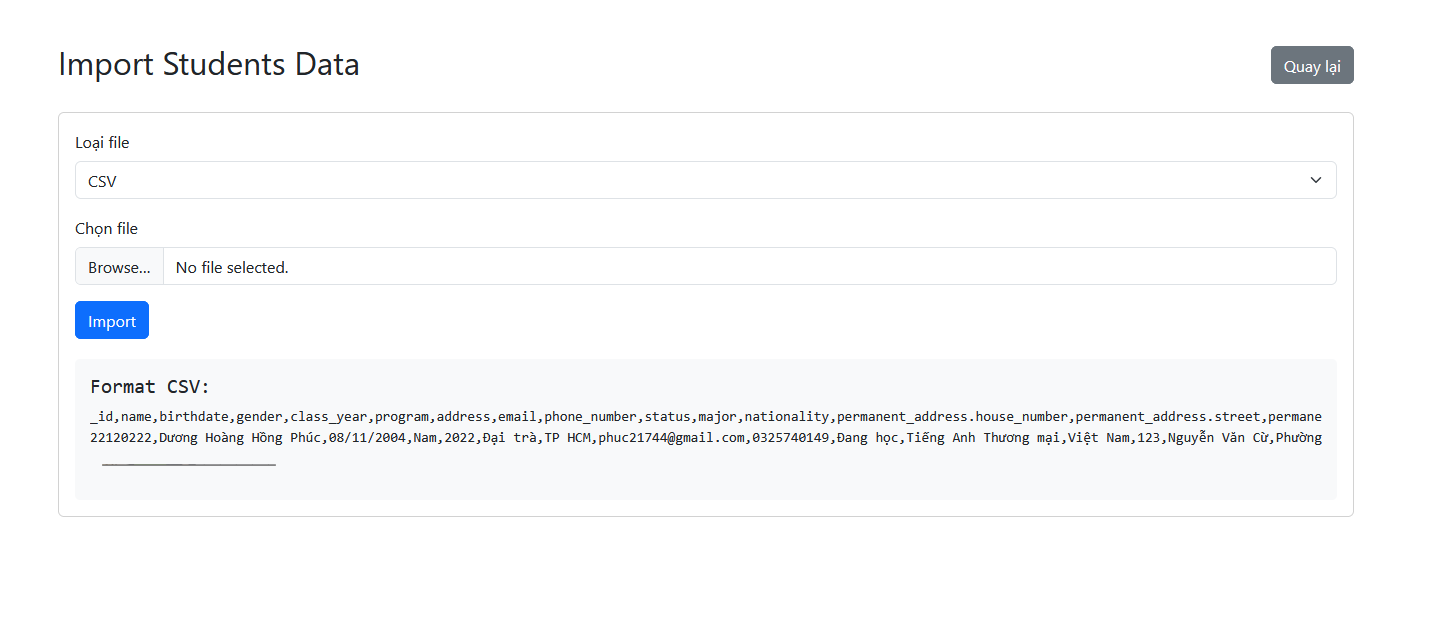 Import Students Data
Quay lại
Loại file
CSV
Chọn file
Browse... No file selected.
Import
Format CSV:
_id,name,birthdate,gender,class_year,program,address,email,phone_number,status,major,nationality,permanent_address.house_number,permanent_address.street,permane
22120222,Dương Hoàng Hồng Phúc,08/11/2004,Nam,2022,Đại trà,TP HCM,phuc21744@gmail.com,0325740149,Đang học,Tiếng Anh Thương mại,Việt Nam,123,Nguyễn Văn Cừ,Phường